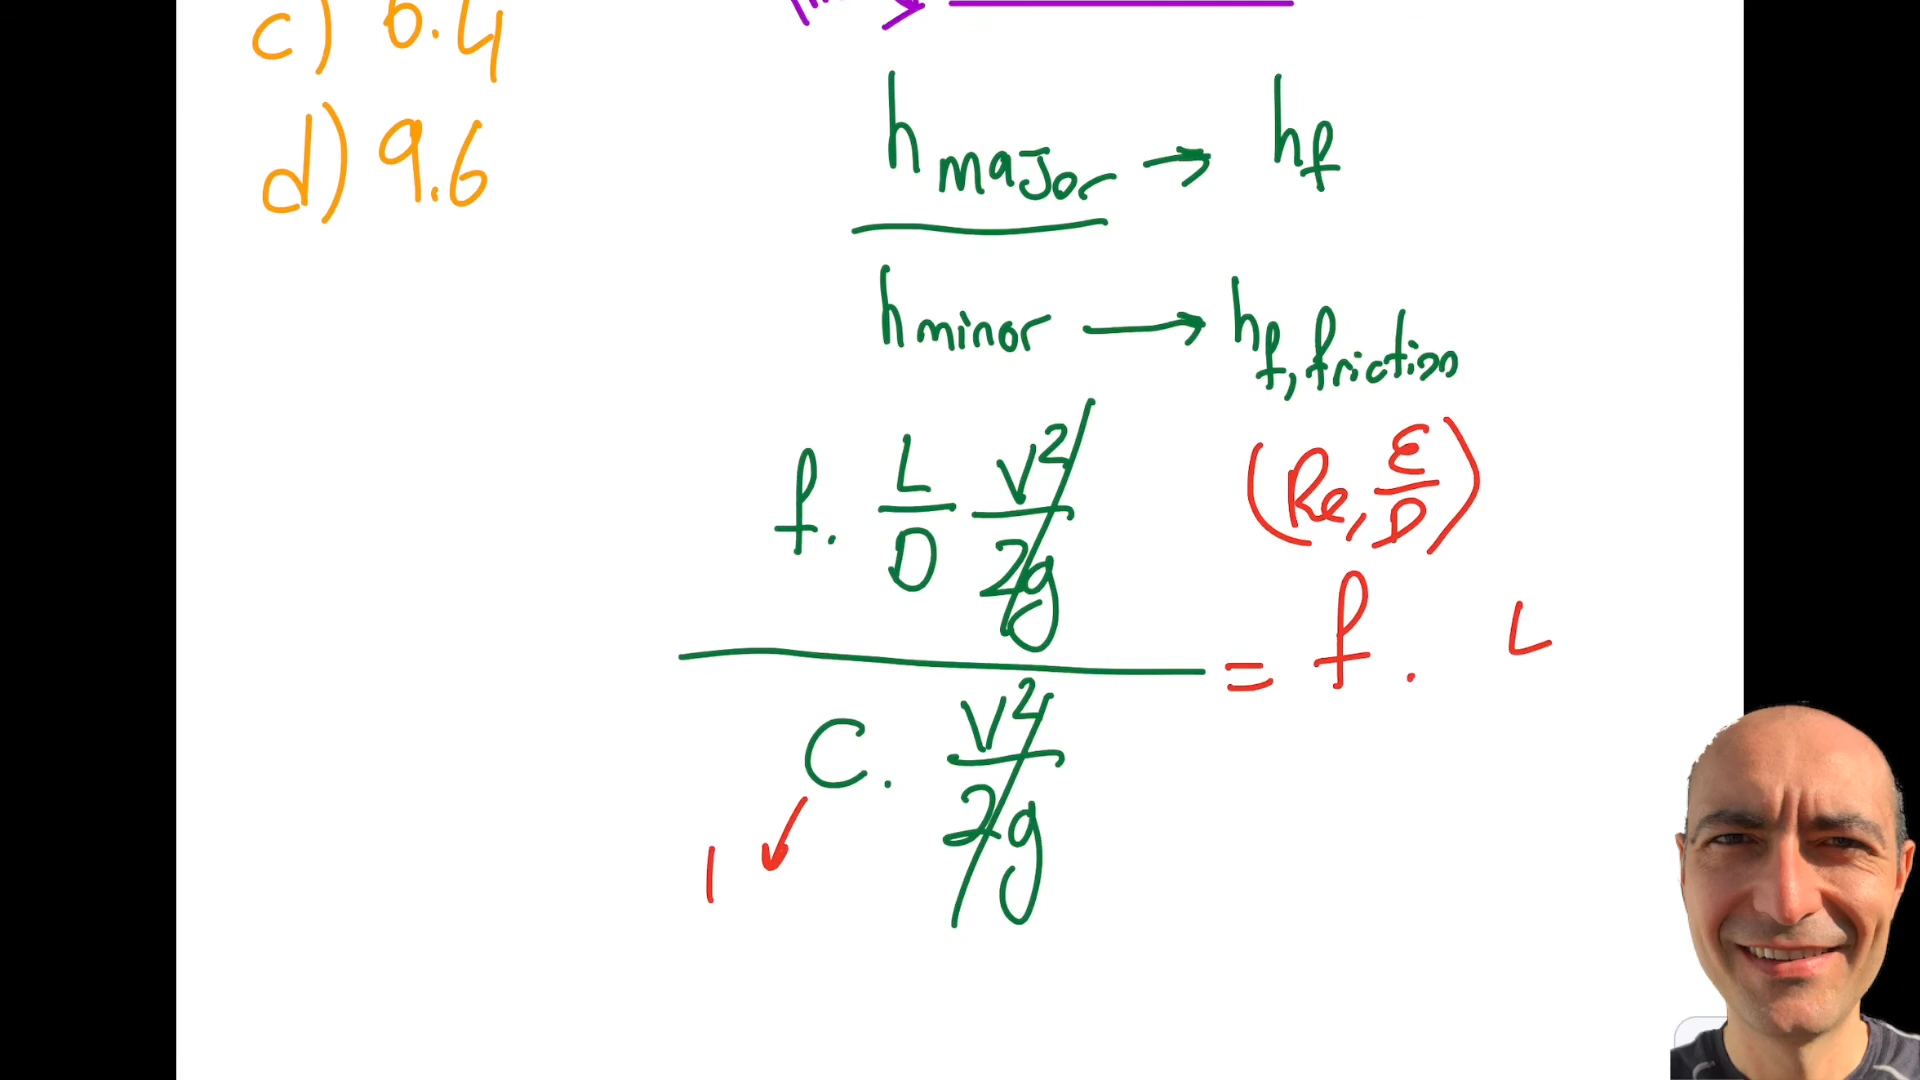 c) 6.4
d) 9.6
h major → hf
h minor → hf, friction
f. L/D V²/2g
(Re, ε/D)
= f. L
C. V²/2g
1